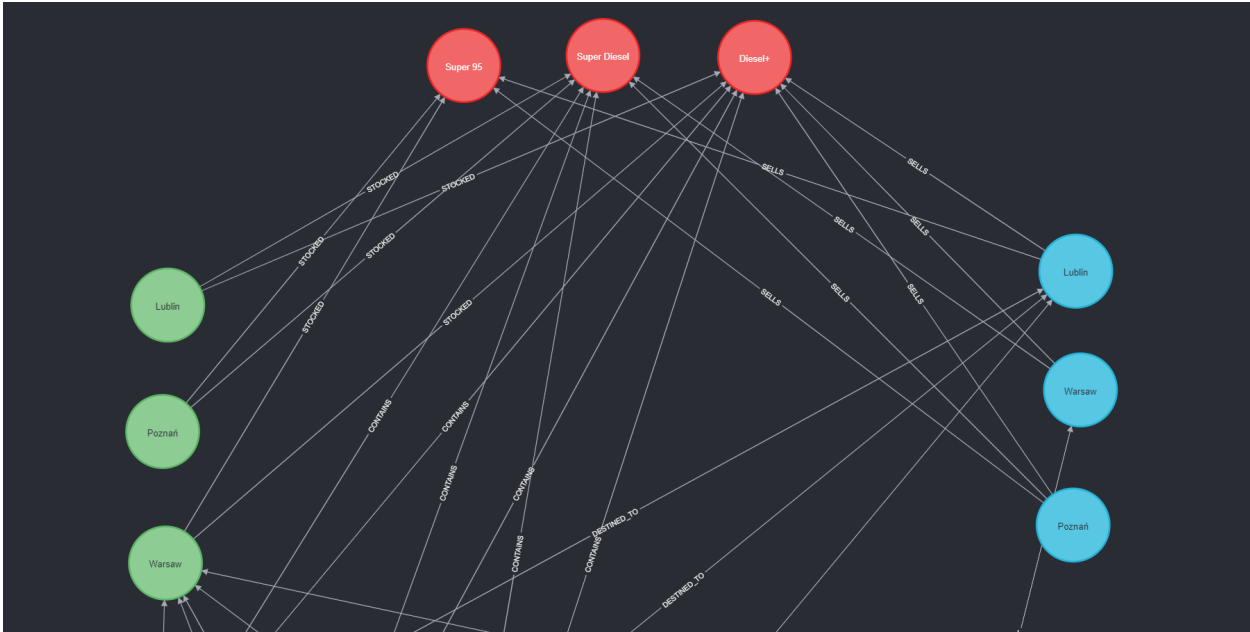 Super 95
Super Diesel
Diesel+
SELLS
SELLS
STOCKED
STOCKED
SELLS
SELLS
STOCKED
STOCKED
Lublin
Lublin
SELLS
SELLS
SELLS
STOCKED
STOCKED
Warsaw
CONTAINS
CONTAINS
Poznań
CONTAINS
CONTAINS
DESTINED_TO
Poznań
CONTAINS
CONTAINS
Warsaw
DESTINED_TO